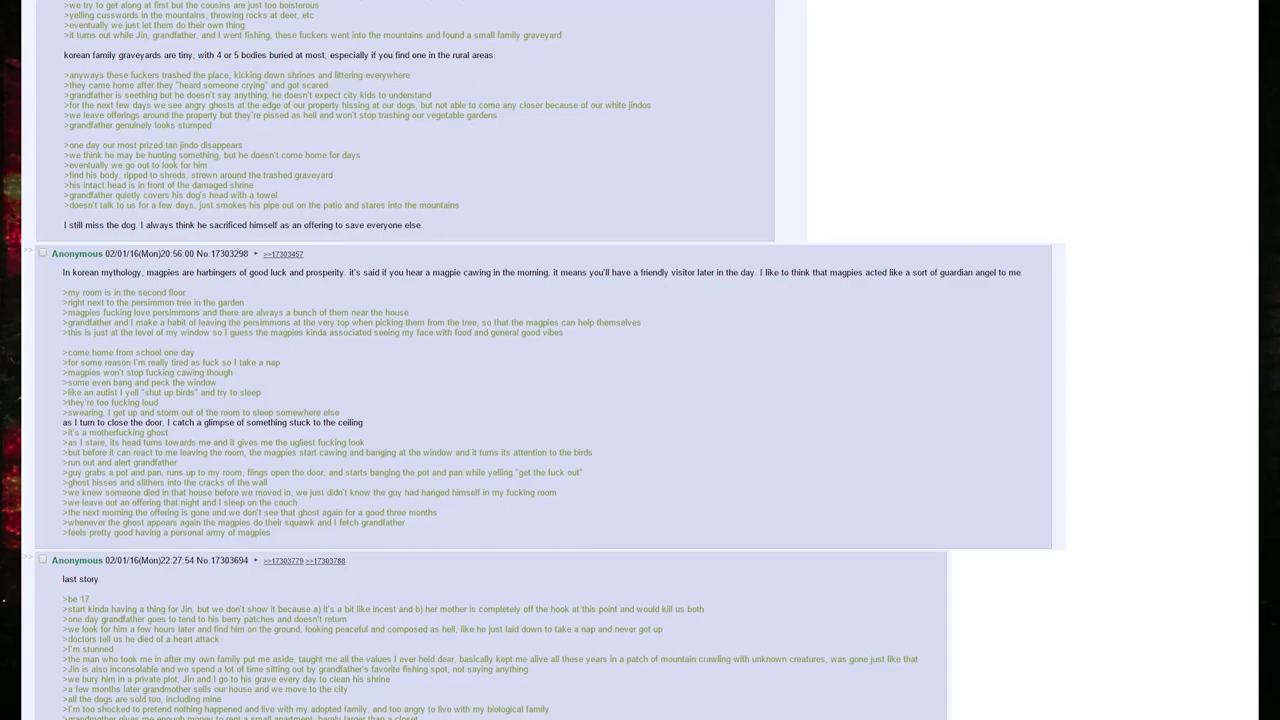 >we try to get along at first but the cousins are just too boisterous
>yelling cusswords in the mountains, throwing rocks at deer, etc
>eventually we just let them do their own thing
>it turns out while Jin, grandfather, and I went fishing, these fuckers went into the mountains and found a small family graveyard
korean family graveyards are tiny, with 4 or 5 bodies buried at most, especially if you find one in the rural areas.
>anyways these fuckers trashed the place, kicking down shrines and littering everywhere
>they came home after they "heard someone crying" and got scared
>grandfather is seething but he doesn't say anything; he doesn't expect city kids to understand
>for the next few days we see angry ghosts at the edge of our property hissing at our dogs, but not able to come any closer because of our white jindos
>we leave offerings around the property but they're pissed as hell and won't stop trashing our vegetable gardens
>grandfather genuinely looks stumped
>one day our most prized tan jindo disappears
>we think he may be hunting something, but he doesn't come home for days
>eventually we go out to look for him
>find his body, ripped to shreds, strewn around the trashed graveyard
>his intact head is in front of the damaged shrine
>grandfather quietly covers his dog's head with a towel
>doesn't talk to us for a few days, just smokes his pipe out on the patio and stares into the mountains
I still miss the dog. I always think he sacrificed himself as an offering to save everyone else.
>> Anonymous 02/01/16(Mon)20:56:00 No.17303298 ▸ >>17303457
In korean mythology, magpies are harbingers of good luck and prosperity. it's said if you hear a magpie cawing in the morning, it means you'll have a friendly visitor later in the day. I like to think that magpies acted like a sort of guardian angel to me.
>my room is in the second floor
>right next to the persimmon tree in the garden
>magpies fucking love persimmons and there are always a bunch of them near the house
>grandfather and I make a habit of leaving the persimmons at the very top when picking them from the tree, so that the magpies can help themselves
>this is just at the level of my window so I guess the magpies kinda associated seeing my face with food and general good vibes
>come home from school one day
>for some reason I'm really tired as fuck so I take a nap
>magpies won't stop fucking cawing though
>some even bang and peck the window
>like an autist I yell "shut up birds" and try to sleep
>they're too fucking loud
>swearing, I get up and storm out of the room to sleep somewhere else
as I turn to close the door, I catch a glimpse of something stuck to the ceiling
>it's a motherfucking ghost
>as I stare, its head turns towards me and it gives me the ugliest fucking look
>but before it can react to me leaving the room, the magpies start cawing and banging at the window and it turns its attention to the birds
>run out and alert grandfather
>guy grabs a pot and pan, runs up to my room, flings open the door, and starts banging the pot and pan while yelling "get the fuck out"
>ghost hisses and slithers into the cracks of the wall
>we knew someone died in that house before we moved in, we just didn't know the guy had hanged himself in my fucking room
>we leave out an offering that night and I sleep on the couch
>the next morning the offering is gone and we don't see that ghost again for a good three months
>whenever the ghost appears again the magpies do their squawk and I fetch grandfather
>feels pretty good having a personal army of magpies
>> Anonymous 02/01/16(Mon)22:27:54 No.17303694 ▸ >>17303779 >>17303788
last story.
>be 17
>start kinda having a thing for Jin, but we don't show it because a) it's a bit like incest and b) her mother is completely off the hook at this point and would kill us both
>one day grandfather goes to tend to his berry patches and doesn't return
>we look for him a few hours later and find him on the ground, looking peaceful and composed as hell, like he just laid down to take a nap and never got up
>doctors tell us he died of a heart attack
>I'm stunned
>the man who took me in after my own family put me aside, taught me all the values I ever held dear, basically kept me alive all these years in a patch of mountain crawling with unknown creatures, was gone just like that
>Jin is also inconsolable and we spend a lot of time sitting out by grandfather's favorite fishing spot, not saying anything
>we bury him in a private plot; Jin and I go to his grave every day to clean his shrine
>a few months later grandmother sells our house and we move to the city
>all the dogs are sold too, including mine
>I'm too shocked to pretend nothing happened and live with my adopted family, and too angry to live with my biological family
>grandmother gives me enough money to rent a small apartment, barely larger than a closet